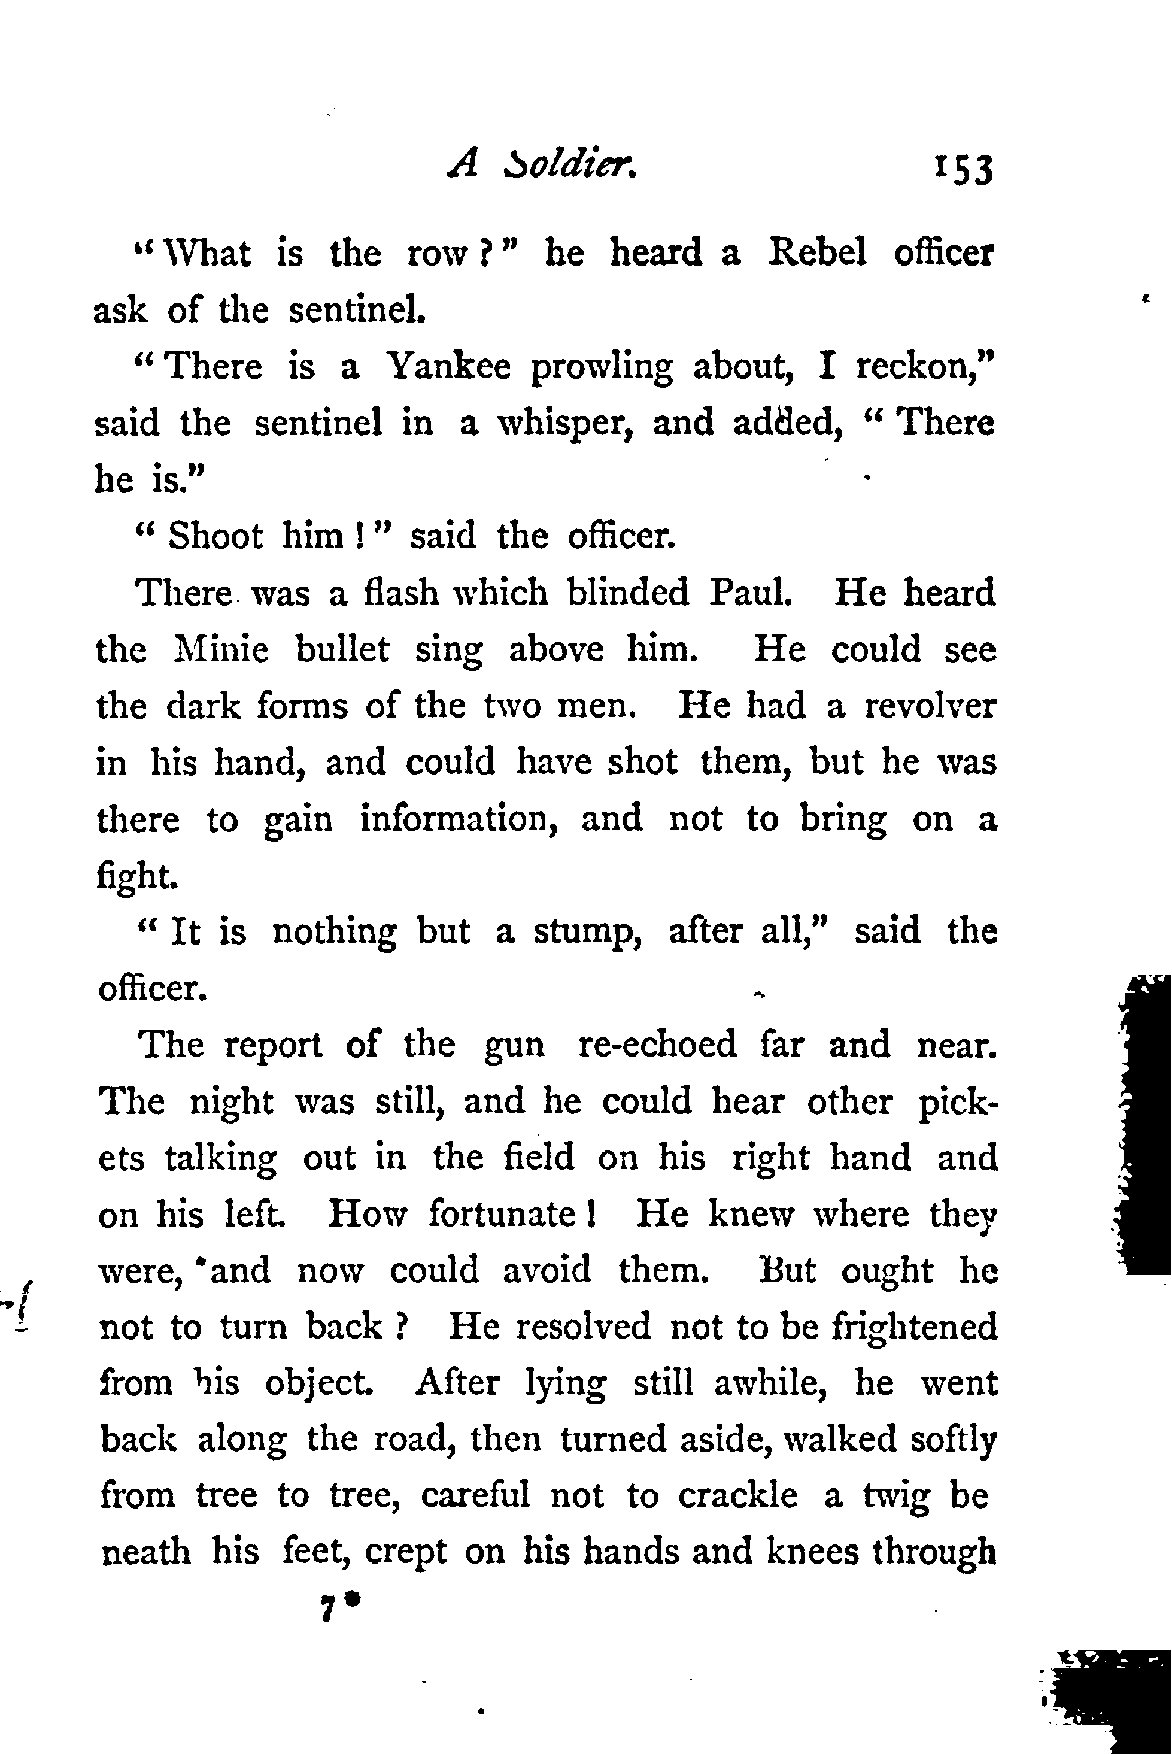 A Soldier. 153
"What is the row?" he heard a Rebel officer
ask of the sentinel.
"There is a Yankee prowling about, I reckon,"
said the sentinel in a whisper, and added, "There
he is."
"Shoot him!" said the officer.
There was a flash which blinded Paul. He heard
the Minie bullet sing above him. He could see
the dark forms of the two men. He had a revolver
in his hand, and could have shot them, but he was
there to gain information, and not to bring on a
fight.
"It is nothing but a stump, after all," said the
officer.
The report of the gun re-echoed far and near.
The night was still, and he could hear other pick-
ets talking out in the field on his right hand and
on his left. How fortunate! He knew where they
were, and now could avoid them. But ought he
not to turn back? He resolved not to be frightened
from his object. After lying still awhile, he went
back along the road, then turned aside, walked softly
from tree to tree, careful not to crackle a twig be
neath his feet, crept on his hands and knees through
7*